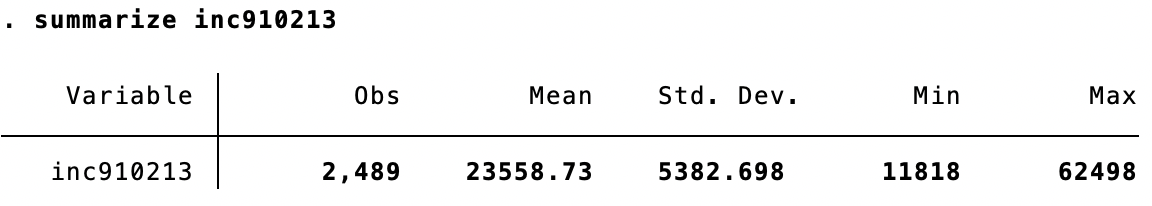 . summarize inc910213
Variable Obs Mean Std. Dev. Min Max
inc910213 2,489 23558.73 5382.698 11818 62498